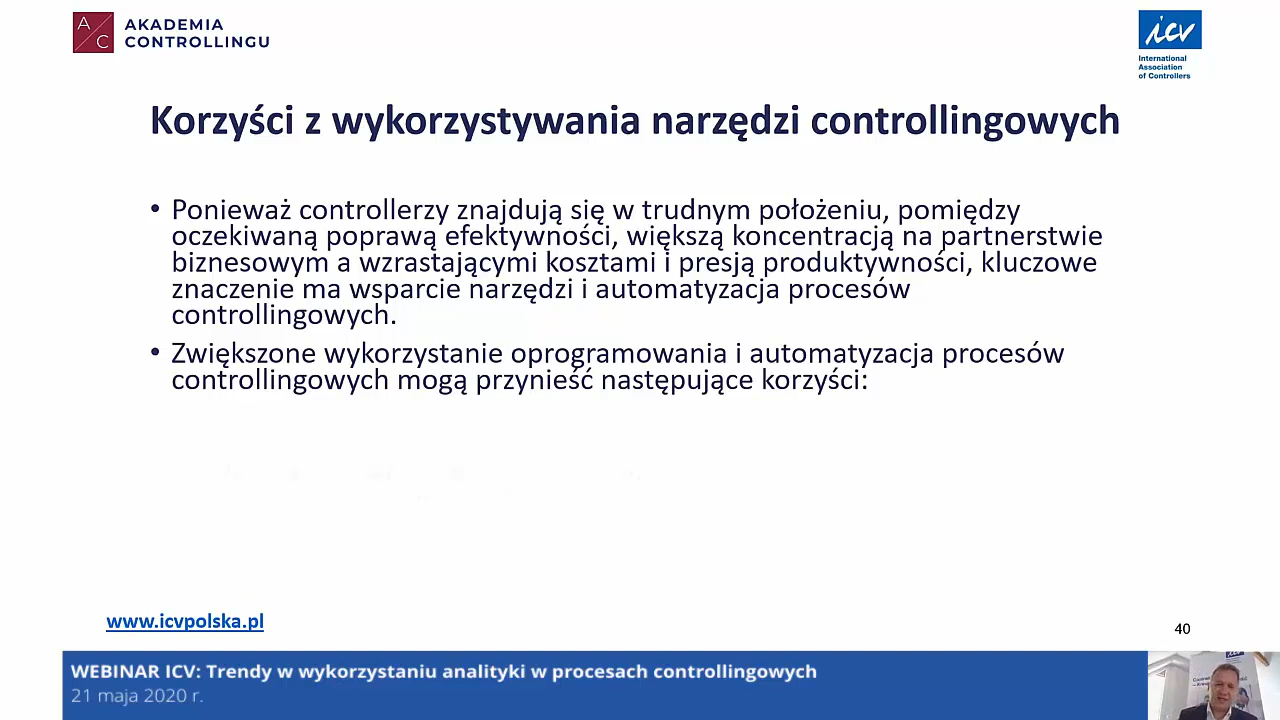 AKADEMIA
CONTROLLINGU
icv
International
Association
of Controllers
Korzyści z wykorzystywania narzędzi controllingowych
• Ponieważ controllerzy znajdują się w trudnym położeniu, pomiędzy
oczekiwaną poprawą efektywności, większą koncentracją na partnerstwie
biznesowym a wzrastającymi kosztami i presją produktywności, kluczowe
znaczenie ma wsparcie narzędzi i automatyzacja procesów
controllingowych.
• Zwiększone wykorzystanie oprogramowania i automatyzacja procesów
controllingowych mogą przynieść następujące korzyści:
www.icvpolska.pl
40
WEBINAR ICV: Trendy w wykorzystaniu analityki w procesach controllingowych
21 maja 2020 r.